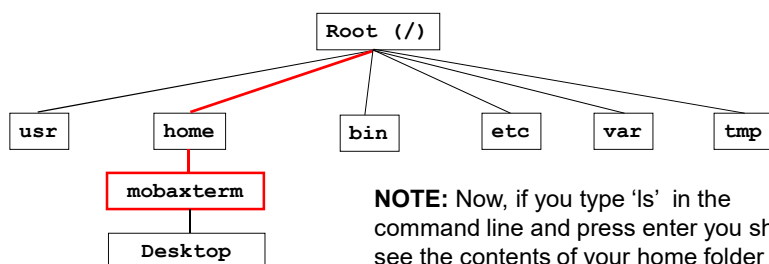 Root (/)
usr home bin etc var tmp
mobaxterm
Desktop
NOTE: Now, if you type ‘ls’ in the
command line and press enter you
see the contents of your home folder